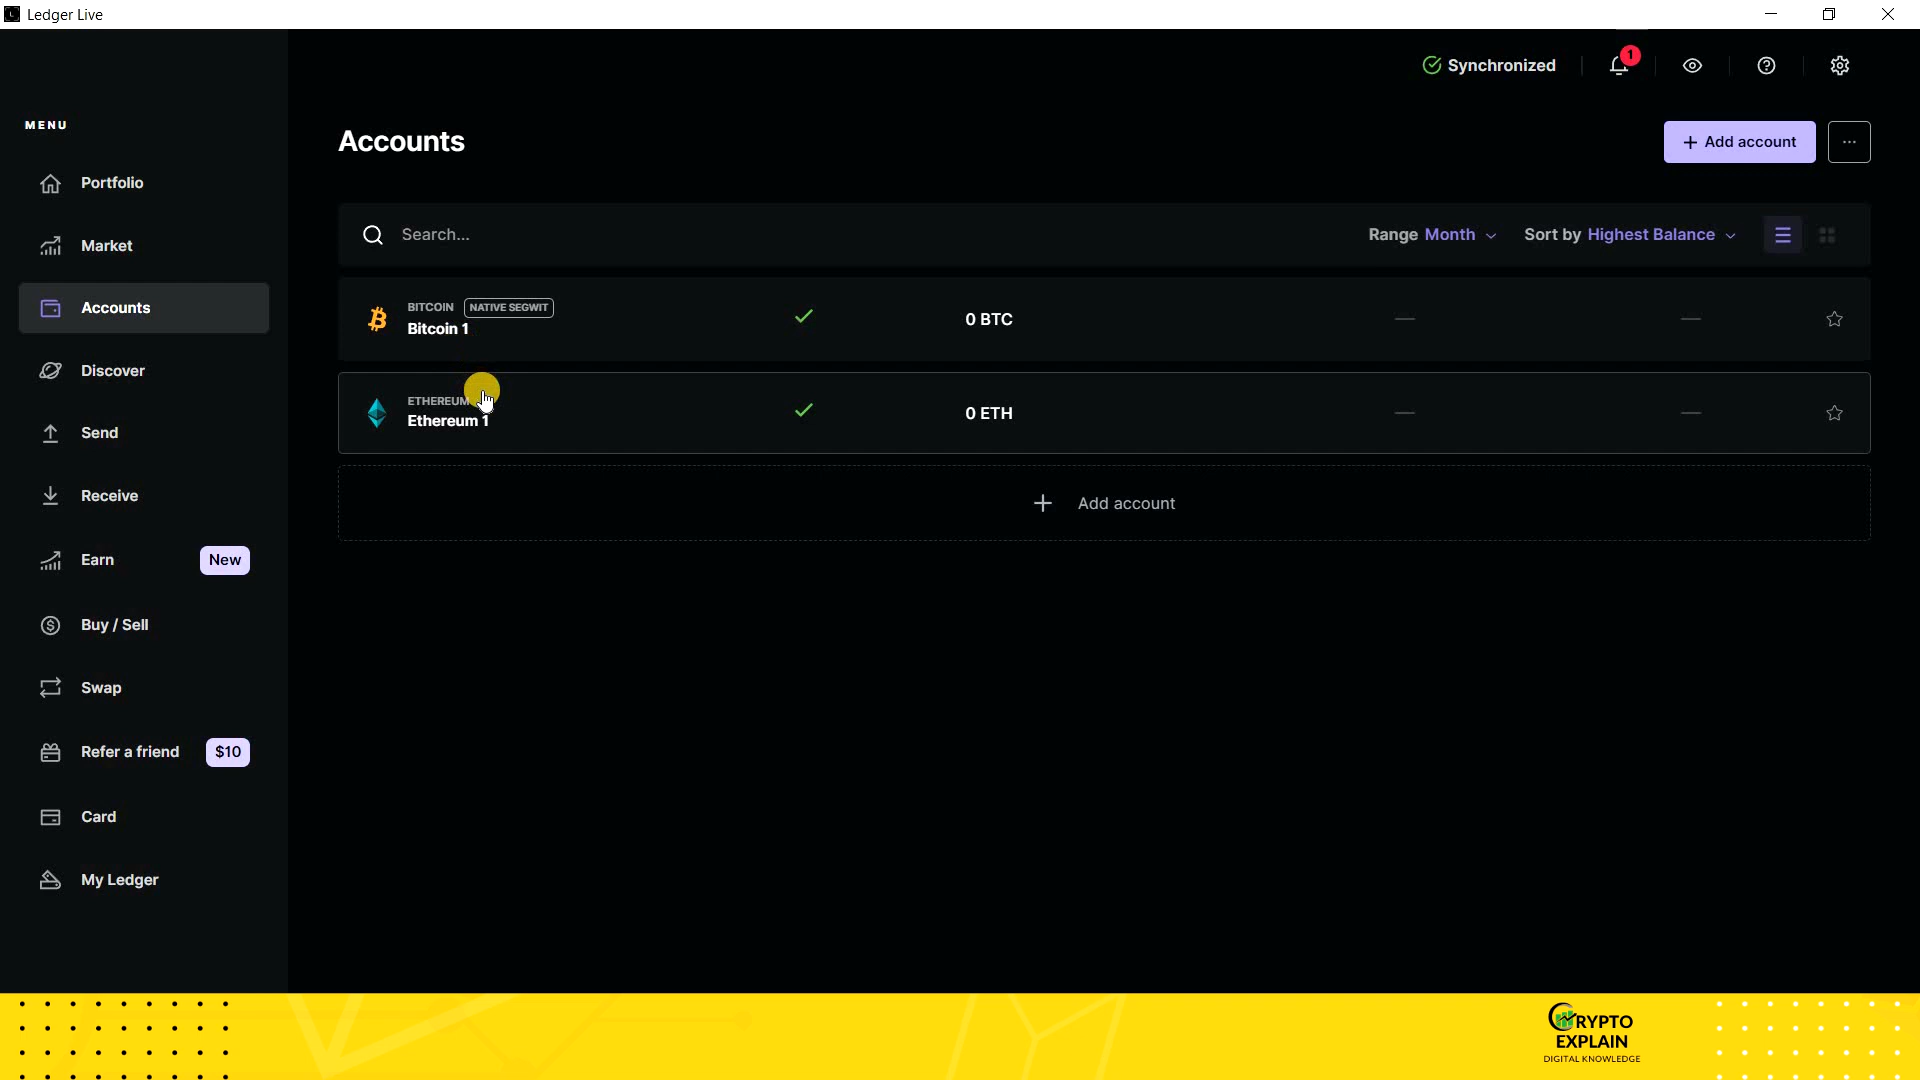 Ledger Live
Synchronized
1
MENU
Accounts
+ Add account
...
Portfolio
Market
Accounts
Discover
Send
Receive
Earn New
Buy / Sell
Swap
Refer a friend $10
Card
My Ledger
Search...
Range Month
Sort by Highest Balance
BITCOIN NATIVE SEGWIT
Bitcoin 1
0 BTC
— —
ETHEREUM
Ethereum 1
0 ETH
— —
+ Add account
CRYPTO
EXPLAIN
DIGITAL KNOWLEDGE